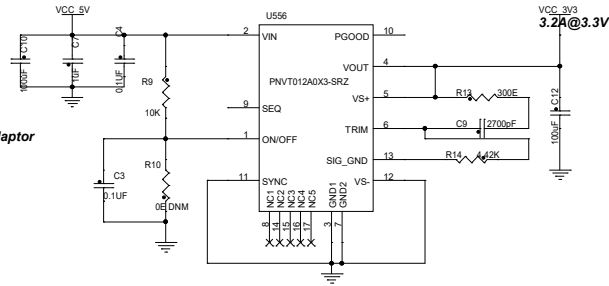 VCC_5V
C10
100uF
C7
1uF
C4
0.1UF
R9
10K
aptor
C3
0.1UF
R10
0E DNM
U556
PNVT012A0X3-SRZ
2 VIN
9 SEQ
1 ON/OFF
11 SYNC
PGOOD 10
VOUT 4
VS+ 5
TRIM 6
SIG_GND 13
VS- 12
NC1
NC2
NC3
NC4
NC5
GND1
GND2
8
14
15
16
17
3
7
VCC_3V3
3.2A@3.3V
R13 300E
C9 2700pF
R14 4.42K
C12
100uF